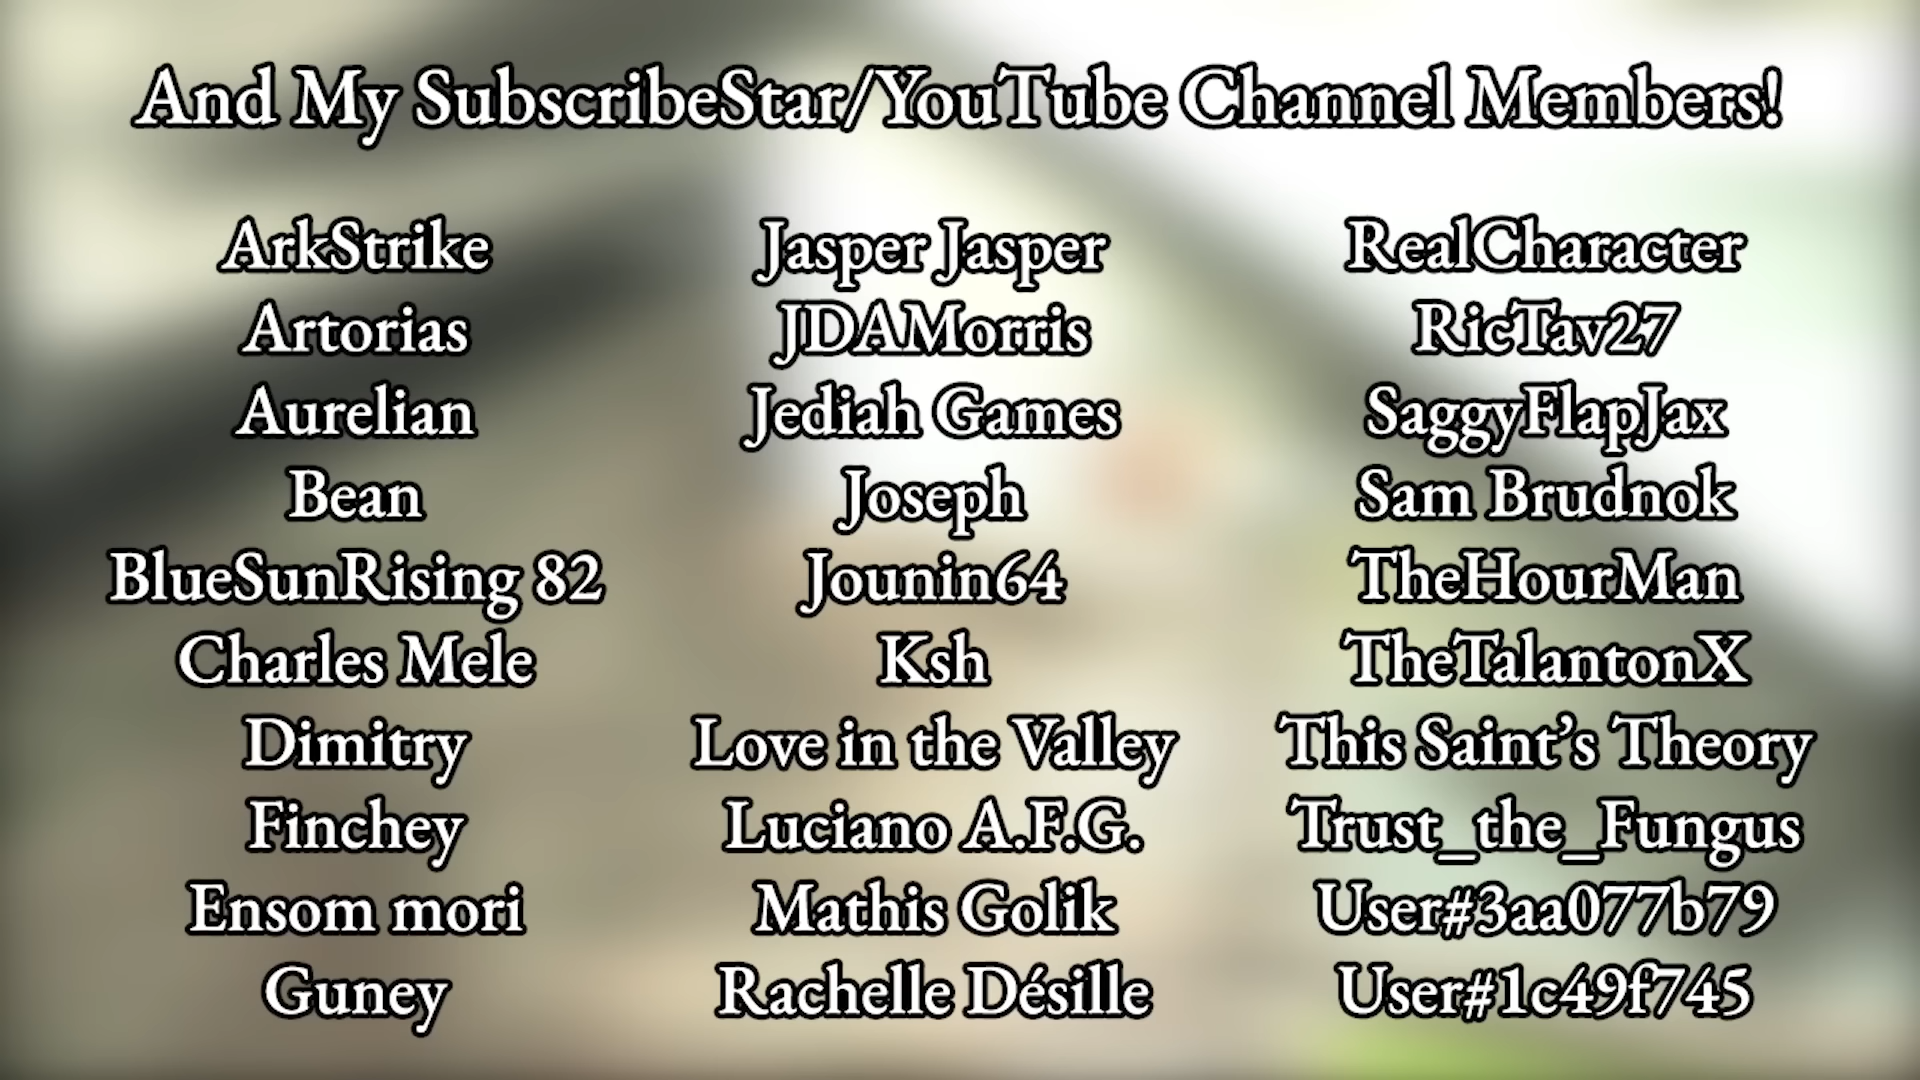 And My SubscribeStar/YouTube Channel Members!
ArkStrike
Artorias
Aurelian
Bean
BlueSunRising 82
Charles Mele
Dimitry
Finchey
Ensom mori
Guney
Jasper Jasper
JDAMorris
Jediah Games
Joseph
Jounin64
Ksh
Love in the Valley
Luciano A.F.G.
Mathis Golik
Rachelle Désille
RealCharacter
RicTav27
SaggyFlapJax
Sam Brudnok
TheHourMan
TheTalantonX
This Saint’s Theory
Trust_the_Fungus
User#3aa077b79
User#1c49f745